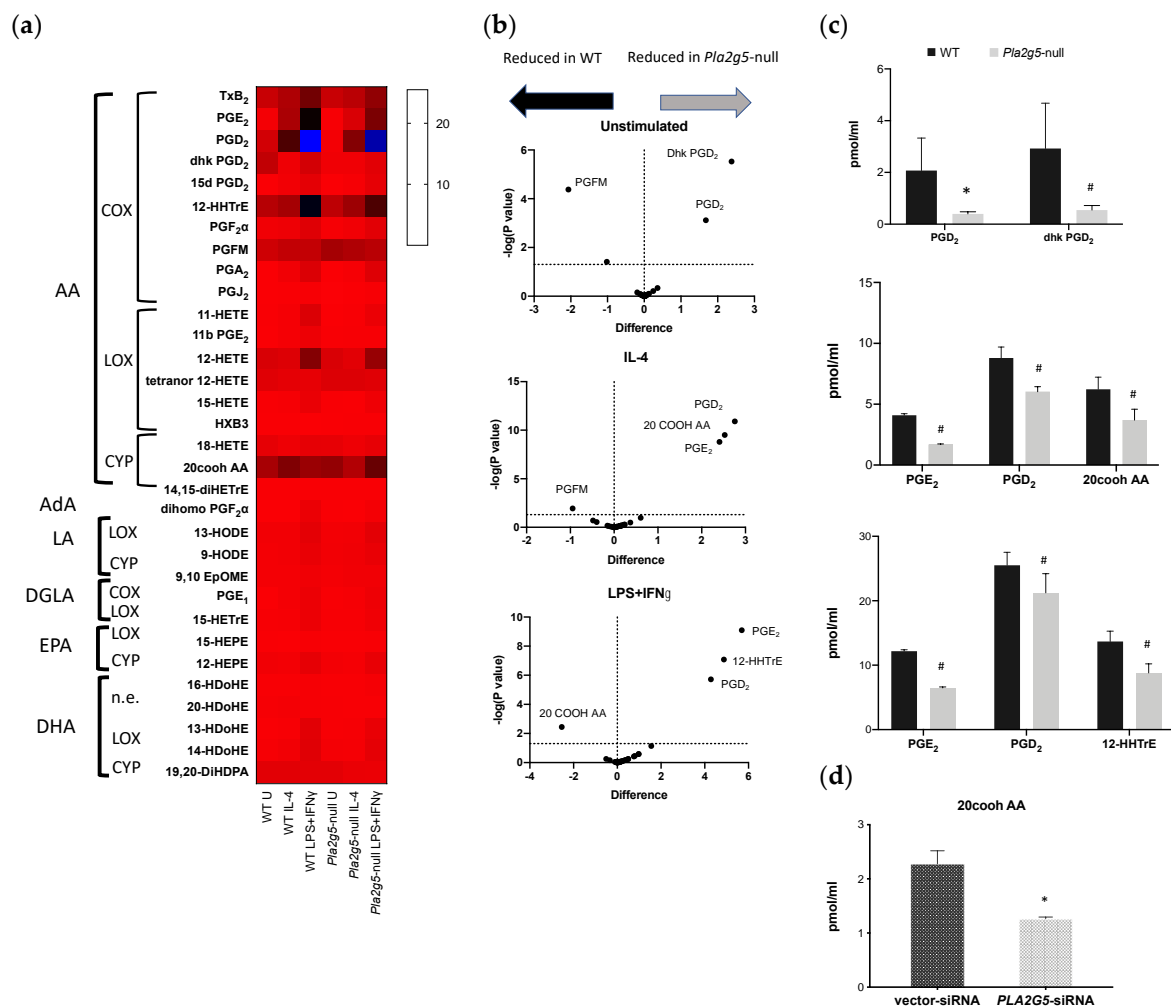 (a)
TxB2
PGE2
PGD2
dhk PGD2
15d PGD2
12-HHTrE
PGF2α
PGFM
PGA2
PGJ2
11-HETE
11b PGE2
12-HETE
tetranor 12-HETE
15-HETE
HXB3
18-HETE
20cooh AA
14,15-diHETrE
dihomo PGF2α
13-HODE
9-HODE
9,10 EpOME
PGE1
15-HETrE
15-HEPE
12-HEPE
16-HDoHE
20-HDoHE
13-HDoHE
14-HDoHE
19,20-DiHDPA
AA
COX
LOX
CYP
AdA
LA
LOX
CYP
DGLA
COX
LOX
EPA
LOX
CYP
DHA
n.e.
LOX
CYP
20
10
WT U
WT IL-4
WT LPS+IFNγ
Pla2g5-null U
Pla2g5-null IL-4
Pla2g5-null LPS+IFNγ
(b)
Reduced in WT
Reduced in Pla2g5-null
Unstimulated
-log(P value)
6
4
2
0
-3 -2 -1 0 1 2 3
Difference
PGFM
Dhk PGD2
PGD2
IL-4
-log(P value)
15
10
5
0
-2 -1 0 1 2 3
Difference
PGD2
20 COOH AA
PGE2
PGFM
LPS+IFNg
-log(P value)
10
8
6
4
2
0
-4 -2 0 2 4 6
Difference
PGE2
12-HHTrE
PGD2
20 COOH AA
(c)
WT Pla2g5-null
pmol/ml
6
4
2
0
* #
PGD2 dhk PGD2
pmol/ml
15
10
5
0
# # #
PGE2 PGD2 20cooh AA
pmol/ml
30
20
10
0
# # #
PGE2 PGD2 12-HHTrE
(d)
20cooh AA
pmol/ml
3
2
1
0
*
vector-siRNA PLA2G5-siRNA